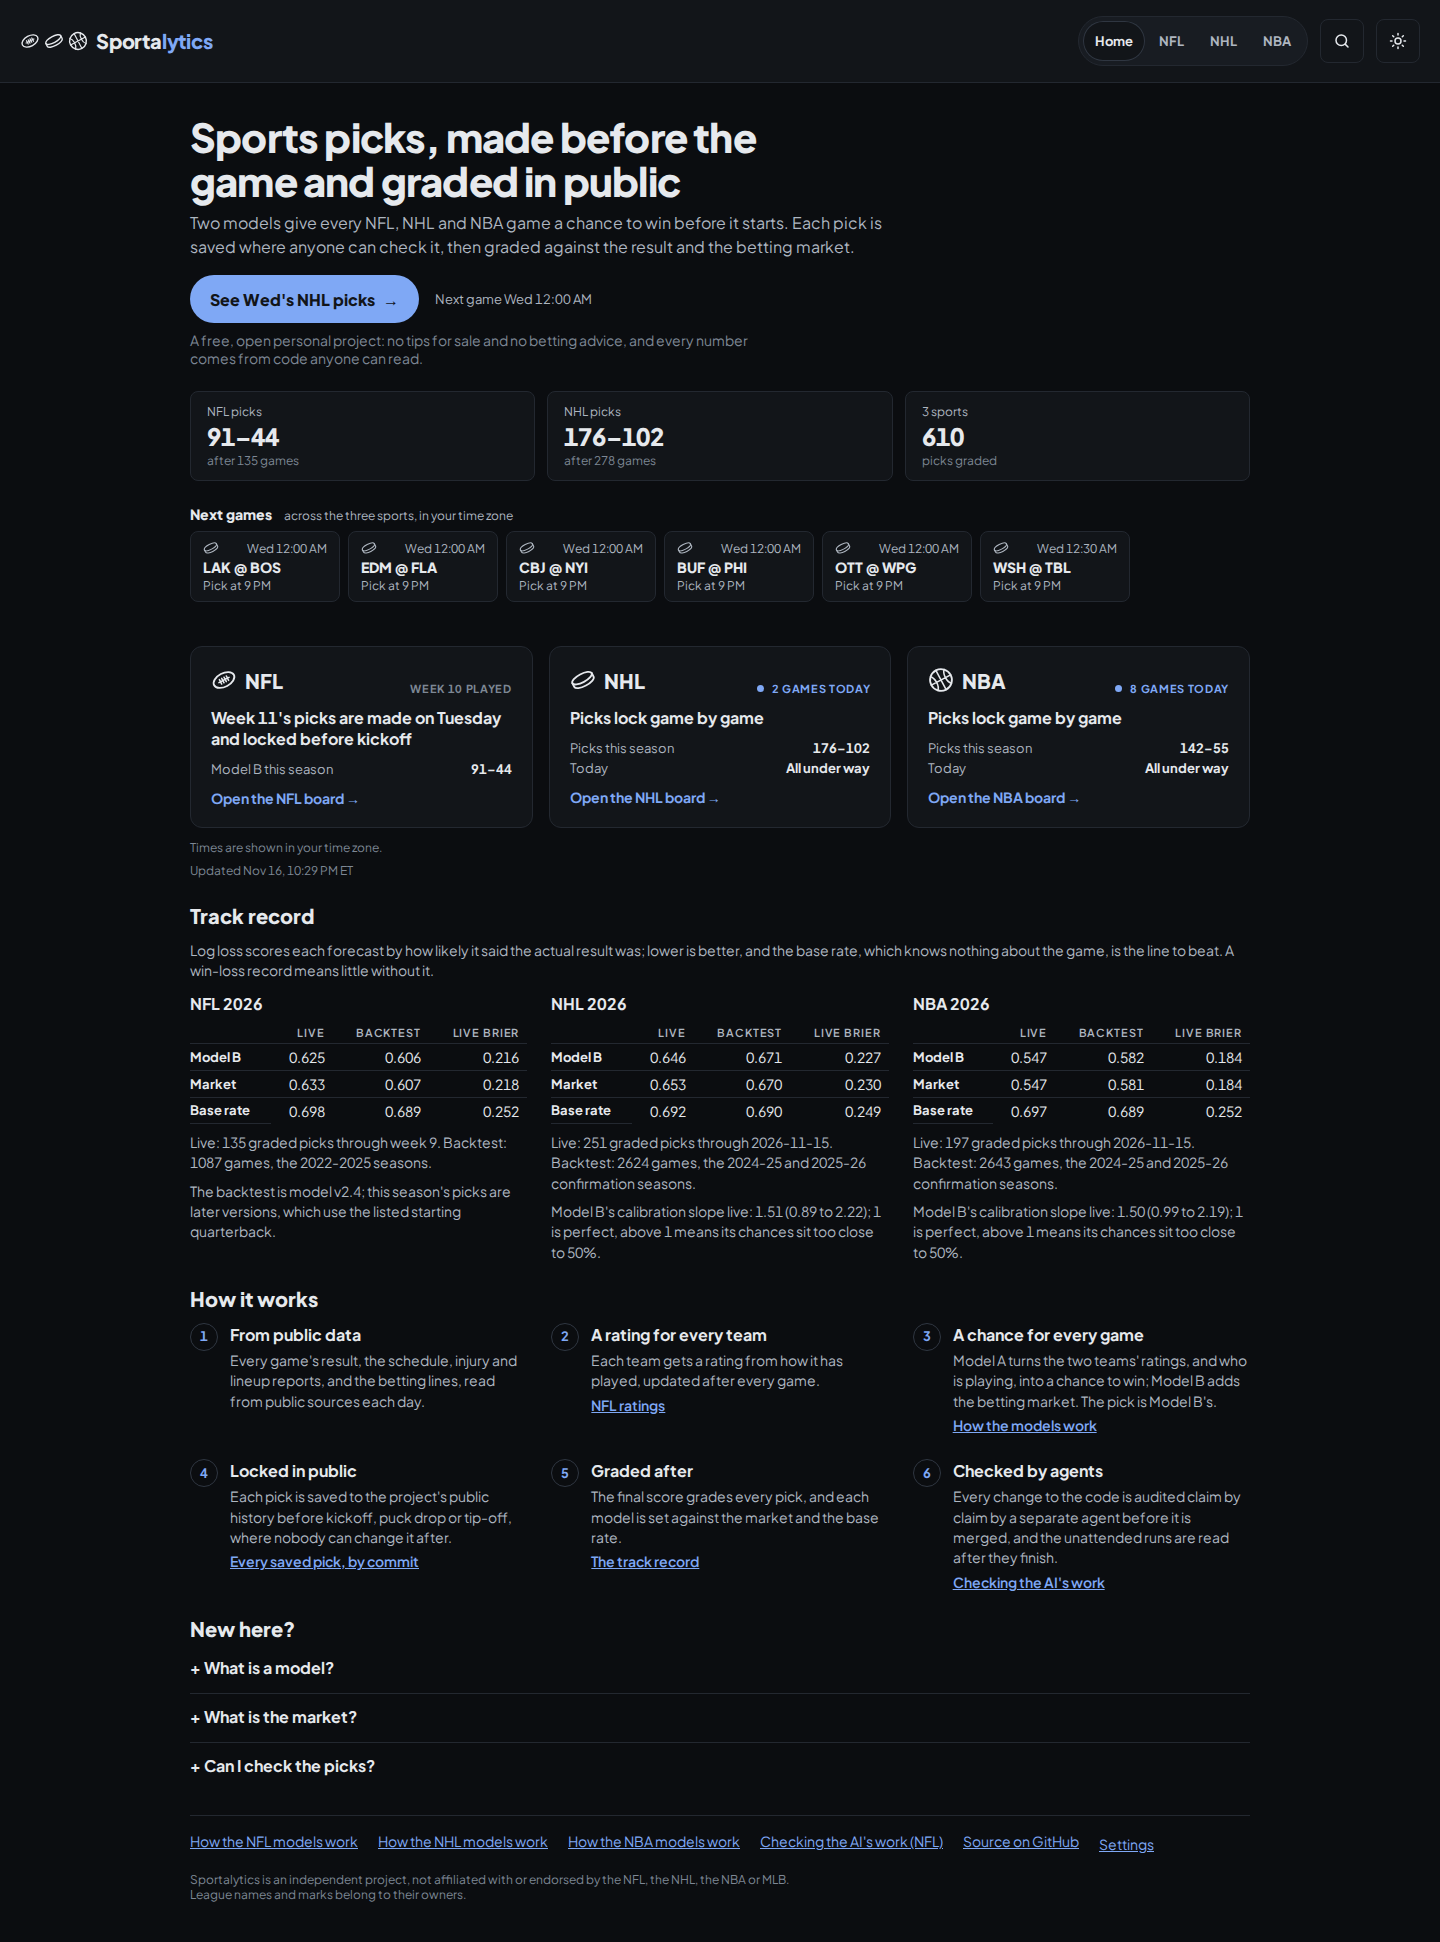 Sportalytics
Home NFL NHL NBA
Sports picks, made before the
game and graded in public
Two models give every NFL, NHL and NBA game a chance to win before it starts. Each pick is
saved where anyone can check it, then graded against the result and the betting market.
See Wed's NHL picks → Next game Wed 12:00 AM
A free, open personal project: no tips for sale and no betting advice, and every number
comes from code anyone can read.
NFL picks
91–44
after 135 games
NHL picks
176–102
after 278 games
3 sports
610
picks graded
Next games across the three sports, in your time zone
Wed 12:00 AM
LAK @ BOS
Pick at 9 PM
Wed 12:00 AM
EDM @ FLA
Pick at 9 PM
Wed 12:00 AM
CBJ @ NYI
Pick at 9 PM
Wed 12:00 AM
BUF @ PHI
Pick at 9 PM
Wed 12:00 AM
OTT @ WPG
Pick at 9 PM
Wed 12:30 AM
WSH @ TBL
Pick at 9 PM
NFL WEEK 10 PLAYED
Week 11's picks are made on Tuesday
and locked before kickoff
Model B this season 91–44
Open the NFL board →
NHL 2 GAMES TODAY
Picks lock game by game
Picks this season 176–102
Today All under way
Open the NHL board →
NBA 8 GAMES TODAY
Picks lock game by game
Picks this season 142–55
Today All under way
Open the NBA board →
Times are shown in your time zone.
Updated Nov 16, 10:29 PM ET
Track record
Log loss scores each forecast by how likely it said the actual result was; lower is better, and the base rate, which knows nothing about the game, is the line to beat. A
win-loss record means little without it.
NFL 2026
LIVE BACKTEST LIVE BRIER
Model B 0.625 0.606 0.216
Market 0.633 0.607 0.218
Base rate 0.698 0.689 0.252
Live: 135 graded picks through week 9. Backtest:
1087 games, the 2022-2025 seasons.
The backtest is model v2.4; this season's picks are
later versions, which use the listed starting
quarterback.
NHL 2026
LIVE BACKTEST LIVE BRIER
Model B 0.646 0.671 0.227
Market 0.653 0.670 0.230
Base rate 0.692 0.690 0.249
Live: 251 graded picks through 2026-11-15.
Backtest: 2624 games, the 2024-25 and 2025-26
confirmation seasons.
Model B's calibration slope live: 1.51 (0.89 to 2.22); 1
is perfect, above 1 means its chances sit too close
to 50%.
NBA 2026
LIVE BACKTEST LIVE BRIER
Model B 0.547 0.582 0.184
Market 0.547 0.581 0.184
Base rate 0.697 0.689 0.252
Live: 197 graded picks through 2026-11-15.
Backtest: 2643 games, the 2024-25 and 2025-26
confirmation seasons.
Model B's calibration slope live: 1.50 (0.99 to 2.19); 1
is perfect, above 1 means its chances sit too close
to 50%.
How it works
1 From public data
Every game's result, the schedule, injury and
lineup reports, and the betting lines, read
from public sources each day.
2 A rating for every team
Each team gets a rating from how it has
played, updated after every game.
NFL ratings
3 A chance for every game
Model A turns the two teams' ratings, and who
is playing, into a chance to win; Model B adds
the betting market. The pick is Model B's.
How the models work
4 Locked in public
Each pick is saved to the project's public
history before kickoff, puck drop or tip-off,
where nobody can change it after.
Every saved pick, by commit
5 Graded after
The final score grades every pick, and each
model is set against the market and the base
rate.
The track record
6 Checked by agents
Every change to the code is audited claim by
claim by a separate agent before it is
merged, and the unattended runs are read
after they finish.
Checking the AI's work
New here?
+ What is a model?
+ What is the market?
+ Can I check the picks?
How the NFL models work How the NHL models work How the NBA models work Checking the AI's work (NFL) Source on GitHub Settings
Sportalytics is an independent project, not affiliated with or endorsed by the NFL, the NHL, the NBA or MLB.
League names and marks belong to their owners.